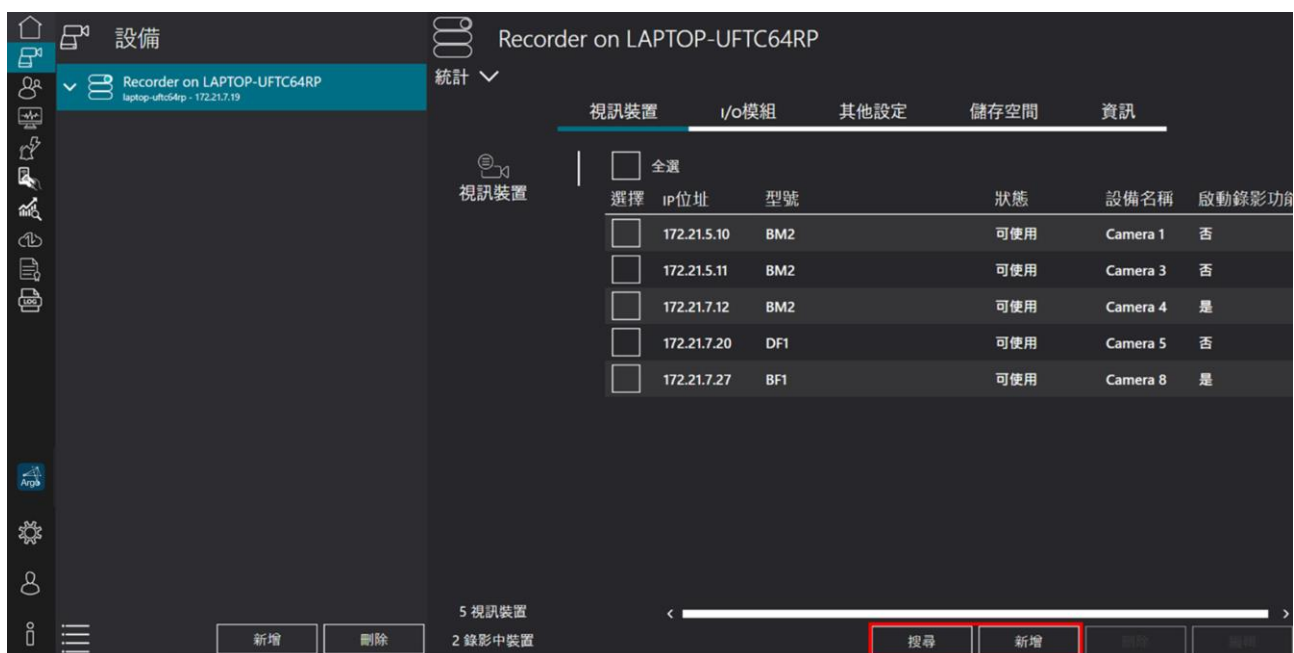 設備
Recorder on LAPTOP-UFTC64RP
laptop-uftc64rp - 172.21.7.19
Recorder on LAPTOP-UFTC64RP
統計
視訊裝置 I/O模組 其他設定 儲存空間 資訊
視訊裝置
全選
選擇 IP位址 型號 狀態 設備名稱 啟動錄影功能
172.21.5.10 BM2 可使用 Camera 1 否
172.21.5.11 BM2 可使用 Camera 3 否
172.21.7.12 BM2 可使用 Camera 4 是
172.21.7.20 DF1 可使用 Camera 5 否
172.21.7.27 BF1 可使用 Camera 8 是
LOG
Argo
5 視訊裝置
2 錄影中裝置
新增 刪除
搜尋 新增 刪除